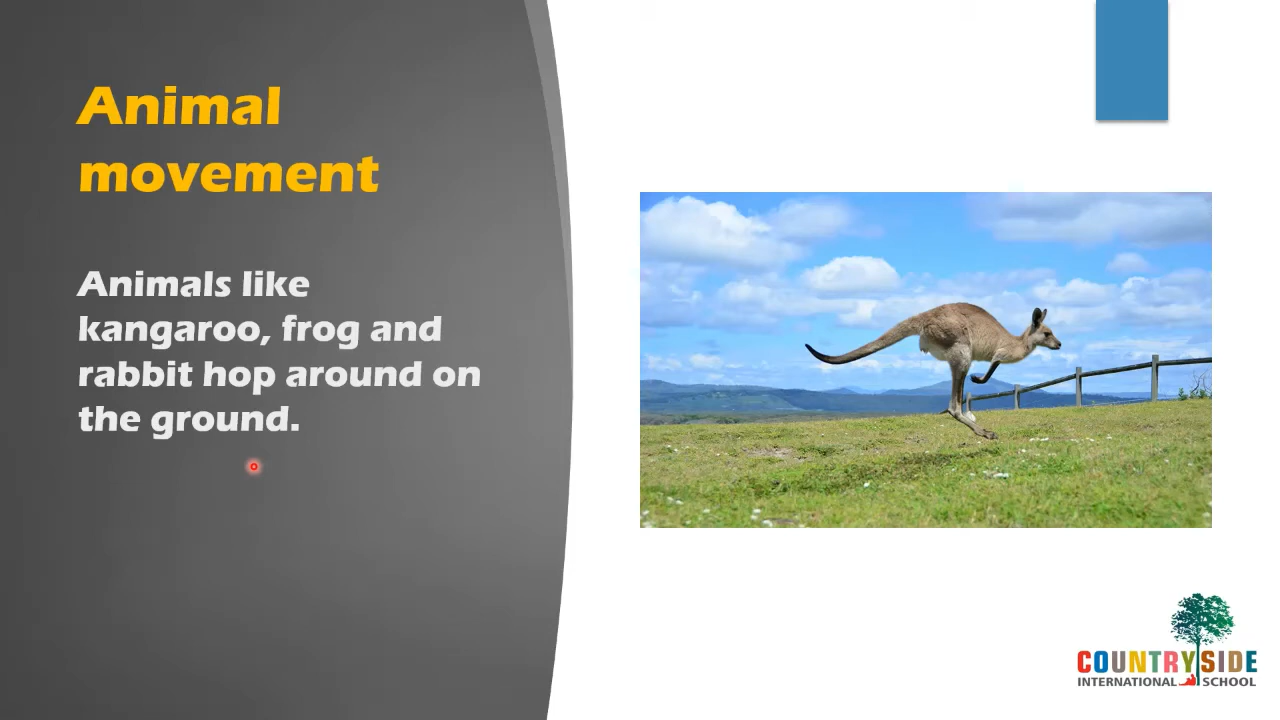 Animal
movement
Animals like
kangaroo, frog and
rabbit hop around on
the ground.
COUNTRYSIDE
INTERNATIONAL SCHOOL